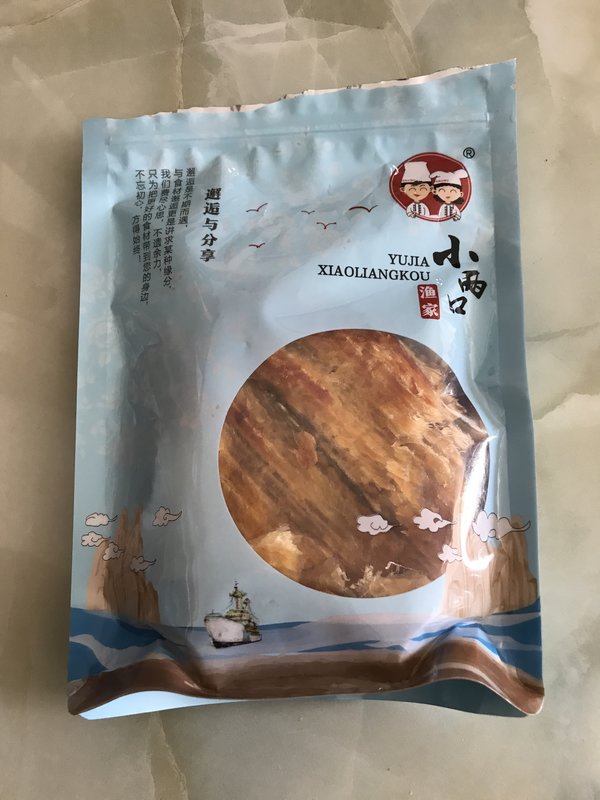 邂逅与分享
邂逅是不期而遇,
与食材邂逅更是讲求某种缘分,
我们费尽心思, 不遗余力,
只为把更好的食材带到您的身边,
不忘初心, 方得始终!
®
YUJIA
XIAOLIANGKOU
小两口
渔家